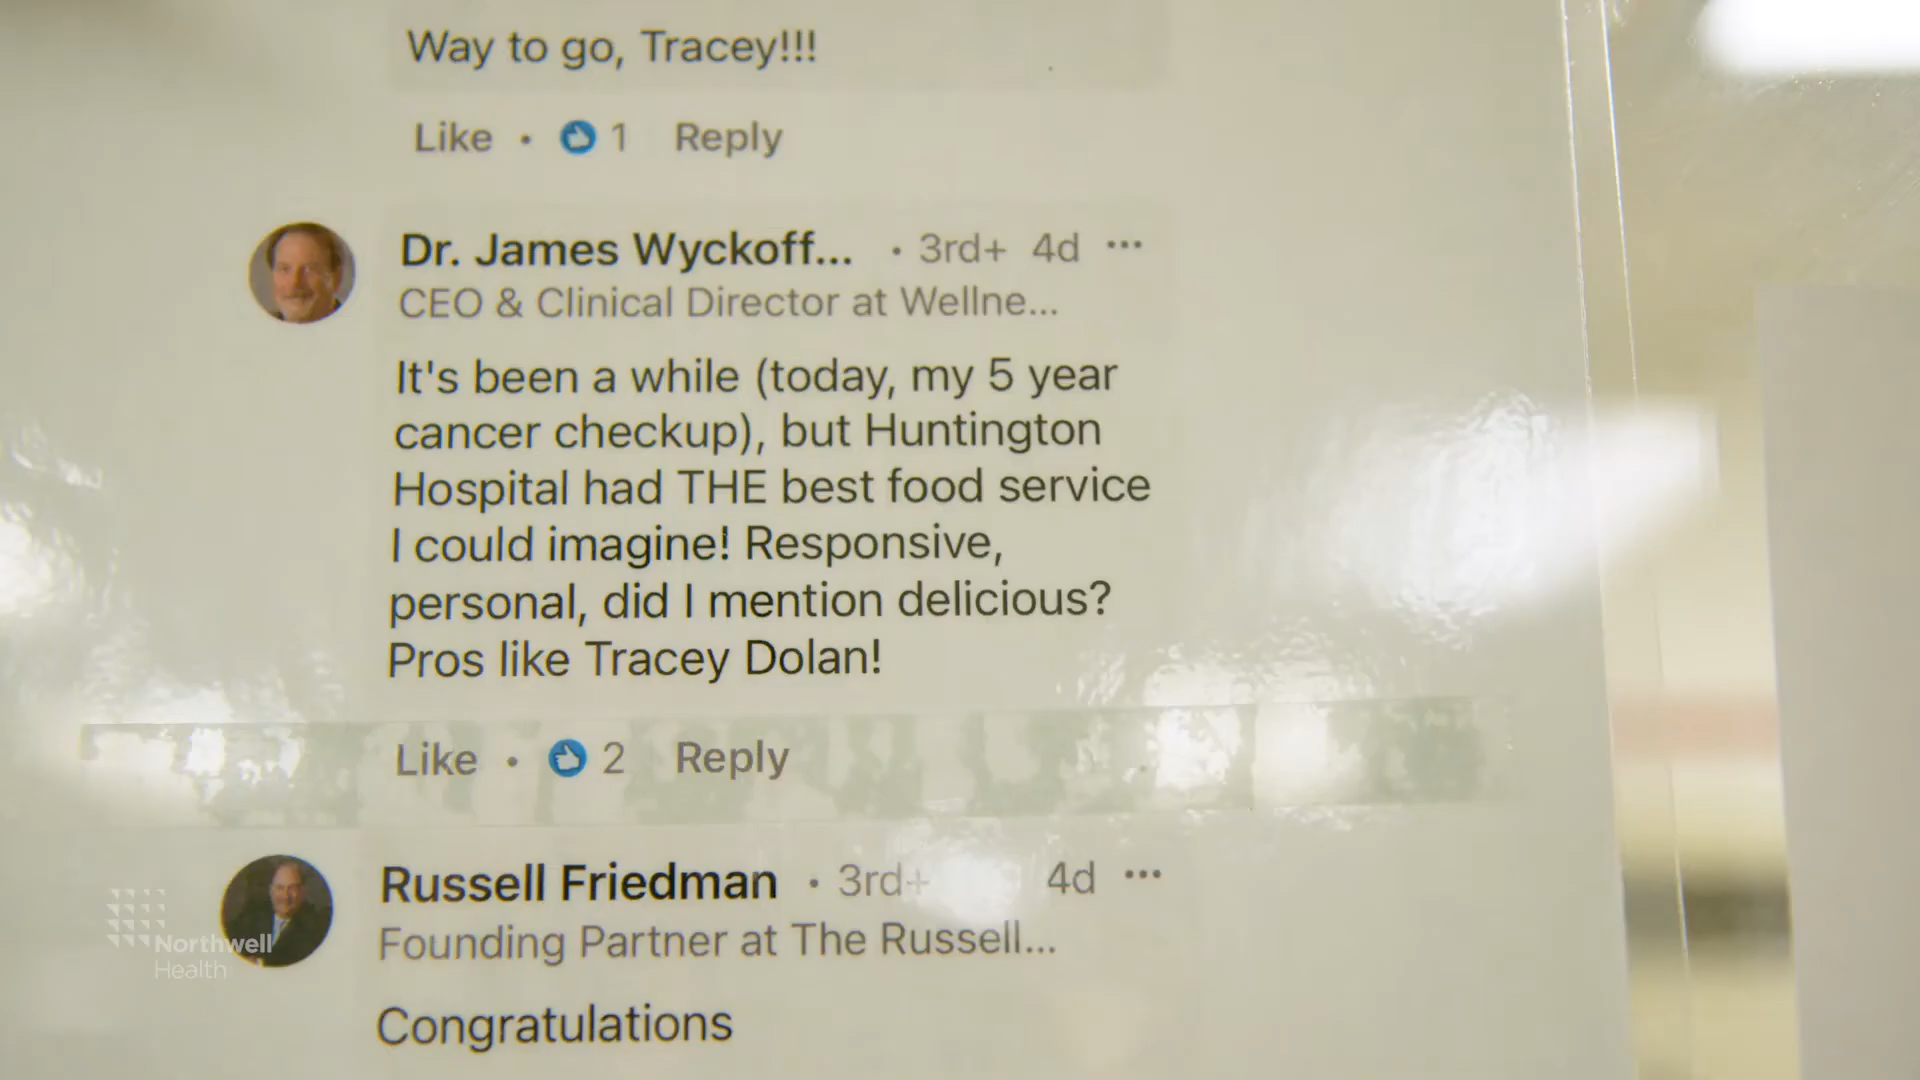 Way to go, Tracey!!!
Like • 1 Reply
Dr. James Wyckoff... • 3rd+ 4d ...
CEO & Clinical Director at Wellne...
It's been a while (today, my 5 year
cancer checkup), but Huntington
Hospital had THE best food service
I could imagine! Responsive,
personal, did I mention delicious?
Pros like Tracey Dolan!
Like • 2 Reply
Russell Friedman • 3rd+ 4d ...
Founding Partner at The Russell...
Congratulations
Northwell
Health